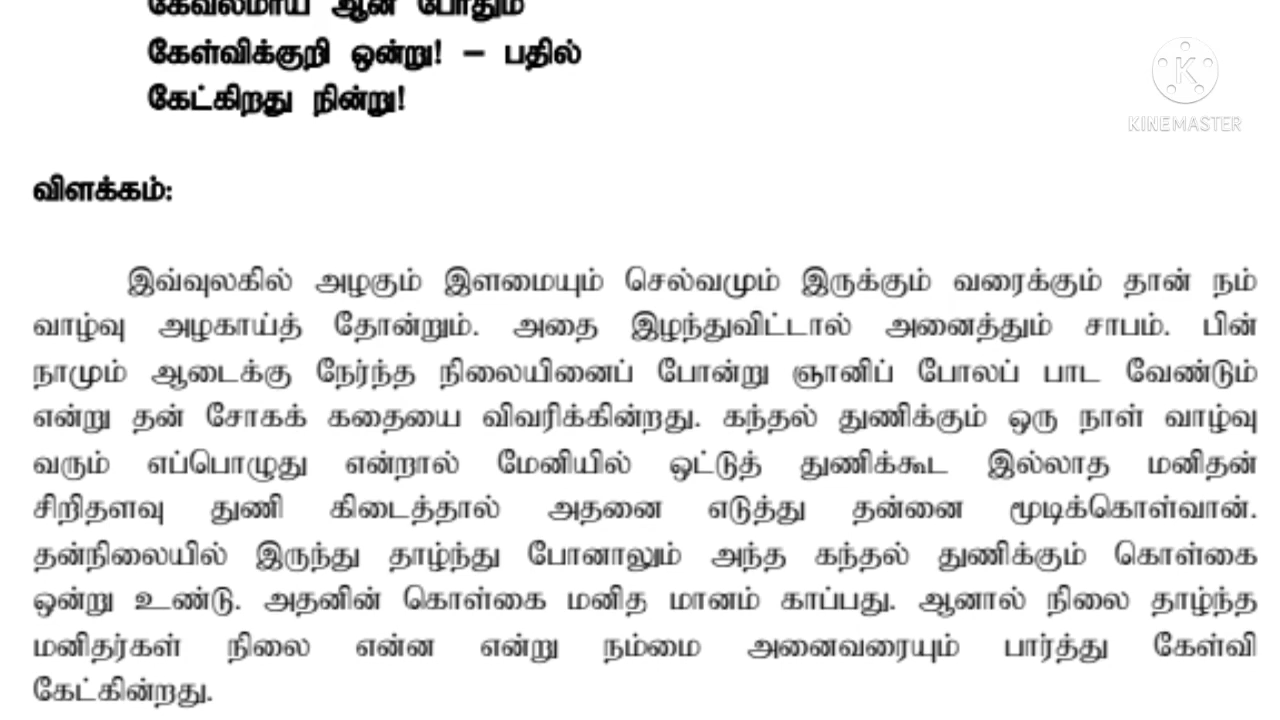 கேவலமாய் ஆன போதும்
கேள்விக்குறி ஒன்று! – பதில்
கேட்கிறது நின்று!
KINEMASTER
விளக்கம்:
இவ்வுலகில் அழகும் இளமையும் செல்வமும் இருக்கும் வரைக்கும் தான் நம்
வாழ்வு அழகாய்த் தோன்றும். அதை இழந்துவிட்டால் அனைத்தும் சாபம். பின்
நாமும் ஆடைக்கு நேர்ந்த நிலையினைப் போன்று ஞானிப் போலப் பாட வேண்டும்
என்று தன் சோகக் கதையை விவரிக்கின்றது. கந்தல் துணிக்கும் ஒரு நாள் வாழ்வு
வரும் எப்பொழுது என்றால் மேனியில் ஒட்டுத் துணிக்கூட இல்லாத மனிதன்
சிறிதளவு துணி கிடைத்தால் அதனை எடுத்து தன்னை மூடிக்கொள்வான்.
தன்நிலையில் இருந்து தாழ்ந்து போனாலும் அந்த கந்தல் துணிக்கும் கொள்கை
ஒன்று உண்டு. அதனின் கொள்கை மனித மானம் காப்பது. ஆனால் நிலை தாழ்ந்த
மனிதர்கள் நிலை என்ன என்று நம்மை அனைவரையும் பார்த்து கேள்வி
கேட்கின்றது.